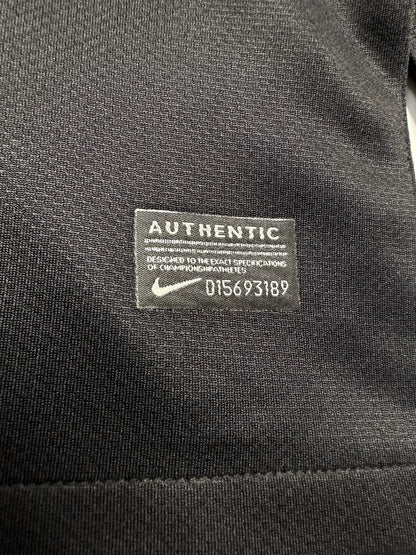 AUTHENTIC
DESIGNED TO THE EXACT SPECIFICATIONS
OF CHAMPIONSHIP ATHLETES
015693189